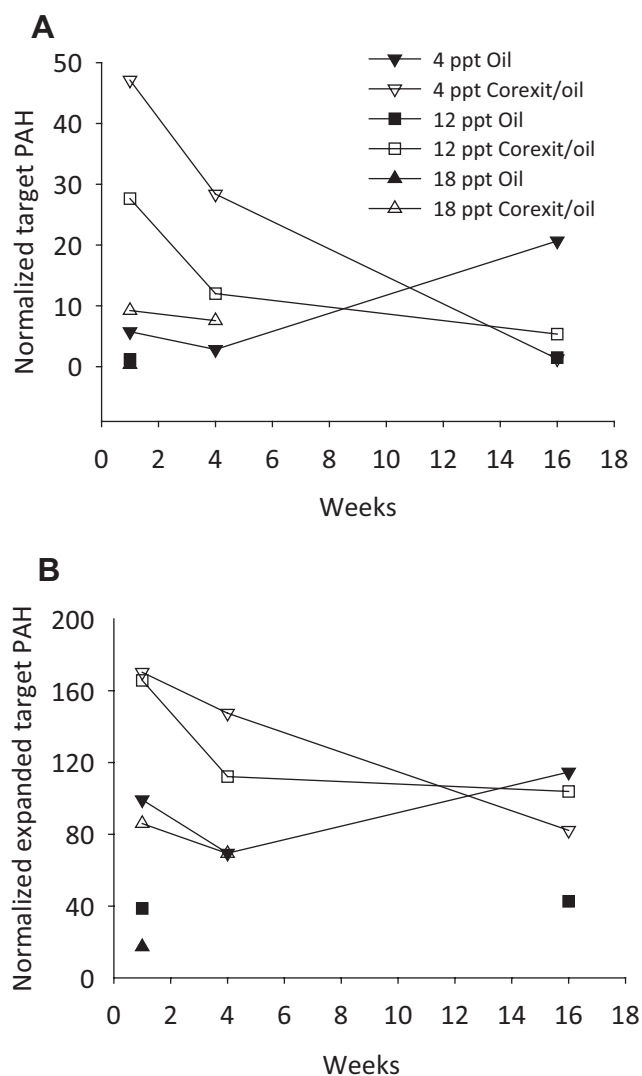 A
Normalized target PAH
50
40
30
20
10
0
4 ppt Oil
4 ppt Corexit/oil
12 ppt Oil
12 ppt Corexit/oil
18 ppt Oil
18 ppt Corexit/oil
0 2 4 6 8 10 12 14 16 18
Weeks
B
Normalized expanded target PAH
200
160
120
80
40
0
0 2 4 6 8 10 12 14 16 18
Weeks